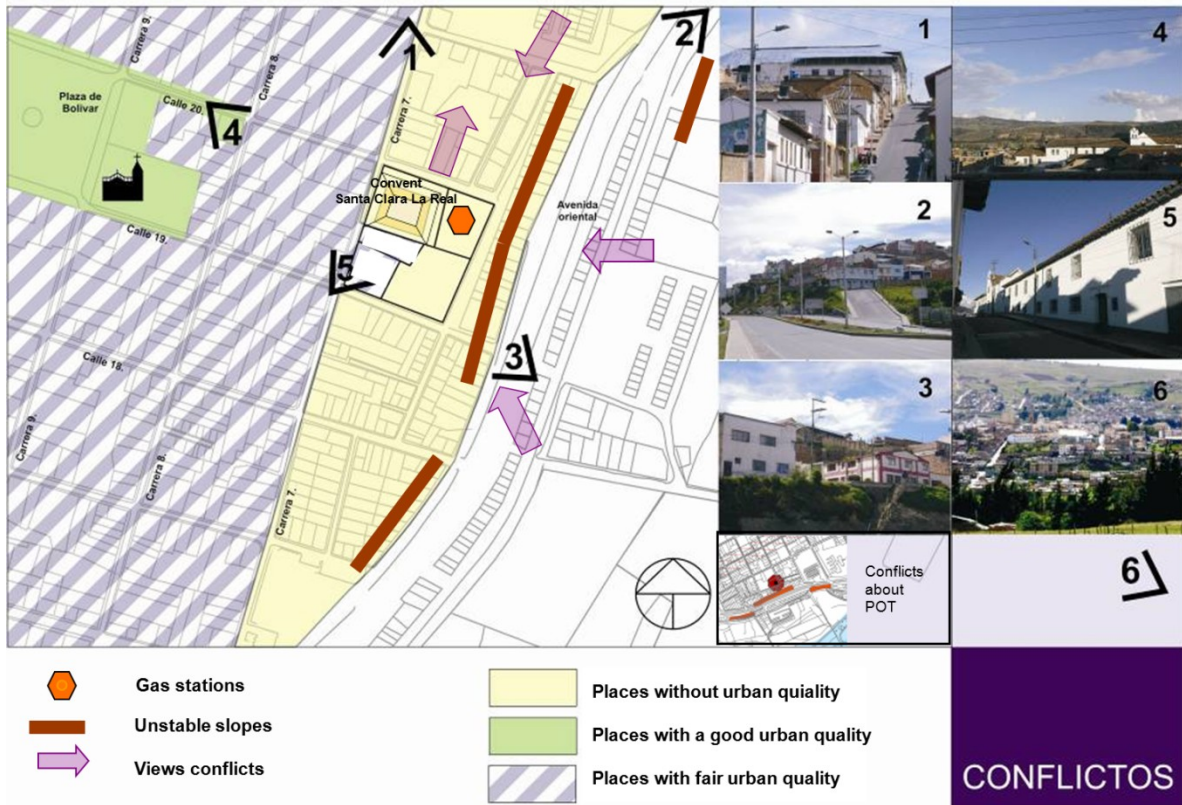 Carrera 9.
Carrera 8.
1
2
Plaza de
Bolivar
Calle 20.
4
Carrera 7.
Convent
Santa Clara La Real
Avenida
oriental
Calle 19.
5
3
Calle 18.
Carrera 9.
Carrera 8.
Carrera 7.
1
4
2
5
3
6
Conflicts
about
POT
6
Gas stations
Unstable slopes
Views conflicts
Places without urban quiality
Places with a good urban quality
Places with fair urban quality
CONFLICTOS